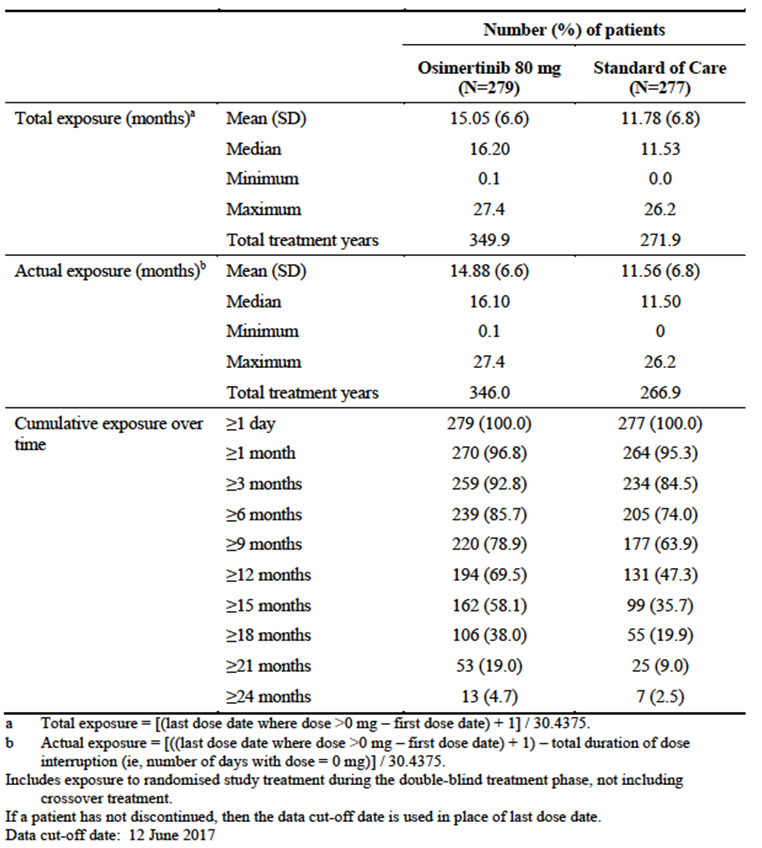 Number (%) of patients
Osimertinib 80 mg (N=279) Standard of Care (N=277)
Total exposure (months)a Mean (SD) 15.05 (6.6) 11.78 (6.8)
Median 16.20 11.53
Minimum 0.1 0.0
Maximum 27.4 26.2
Total treatment years 349.9 271.9
Actual exposure (months)b Mean (SD) 14.88 (6.6) 11.56 (6.8)
Median 16.10 11.50
Minimum 0.1 0
Maximum 27.4 26.2
Total treatment years 346.0 266.9
Cumulative exposure over time ≥1 day 279 (100.0) 277 (100.0)
≥1 month 270 (96.8) 264 (95.3)
≥3 months 259 (92.8) 234 (84.5)
≥6 months 239 (85.7) 205 (74.0)
≥9 months 220 (78.9) 177 (63.9)
≥12 months 194 (69.5) 131 (47.3)
≥15 months 162 (58.1) 99 (35.7)
≥18 months 106 (38.0) 55 (19.9)
≥21 months 53 (19.0) 25 (9.0)
≥24 months 13 (4.7) 7 (2.5)
a Total exposure = [(last dose date where dose >0 mg – first dose date) + 1] / 30.4375.
b Actual exposure = [((last dose date where dose >0 mg – first dose date) + 1) – total duration of dose
interruption (ie, number of days with dose = 0 mg)] / 30.4375.
Includes exposure to randomised study treatment during the double-blind treatment phase, not including
crossover treatment.
If a patient has not discontinued, then the data cut-off date is used in place of last dose date.
Data cut-off date: 12 June 2017